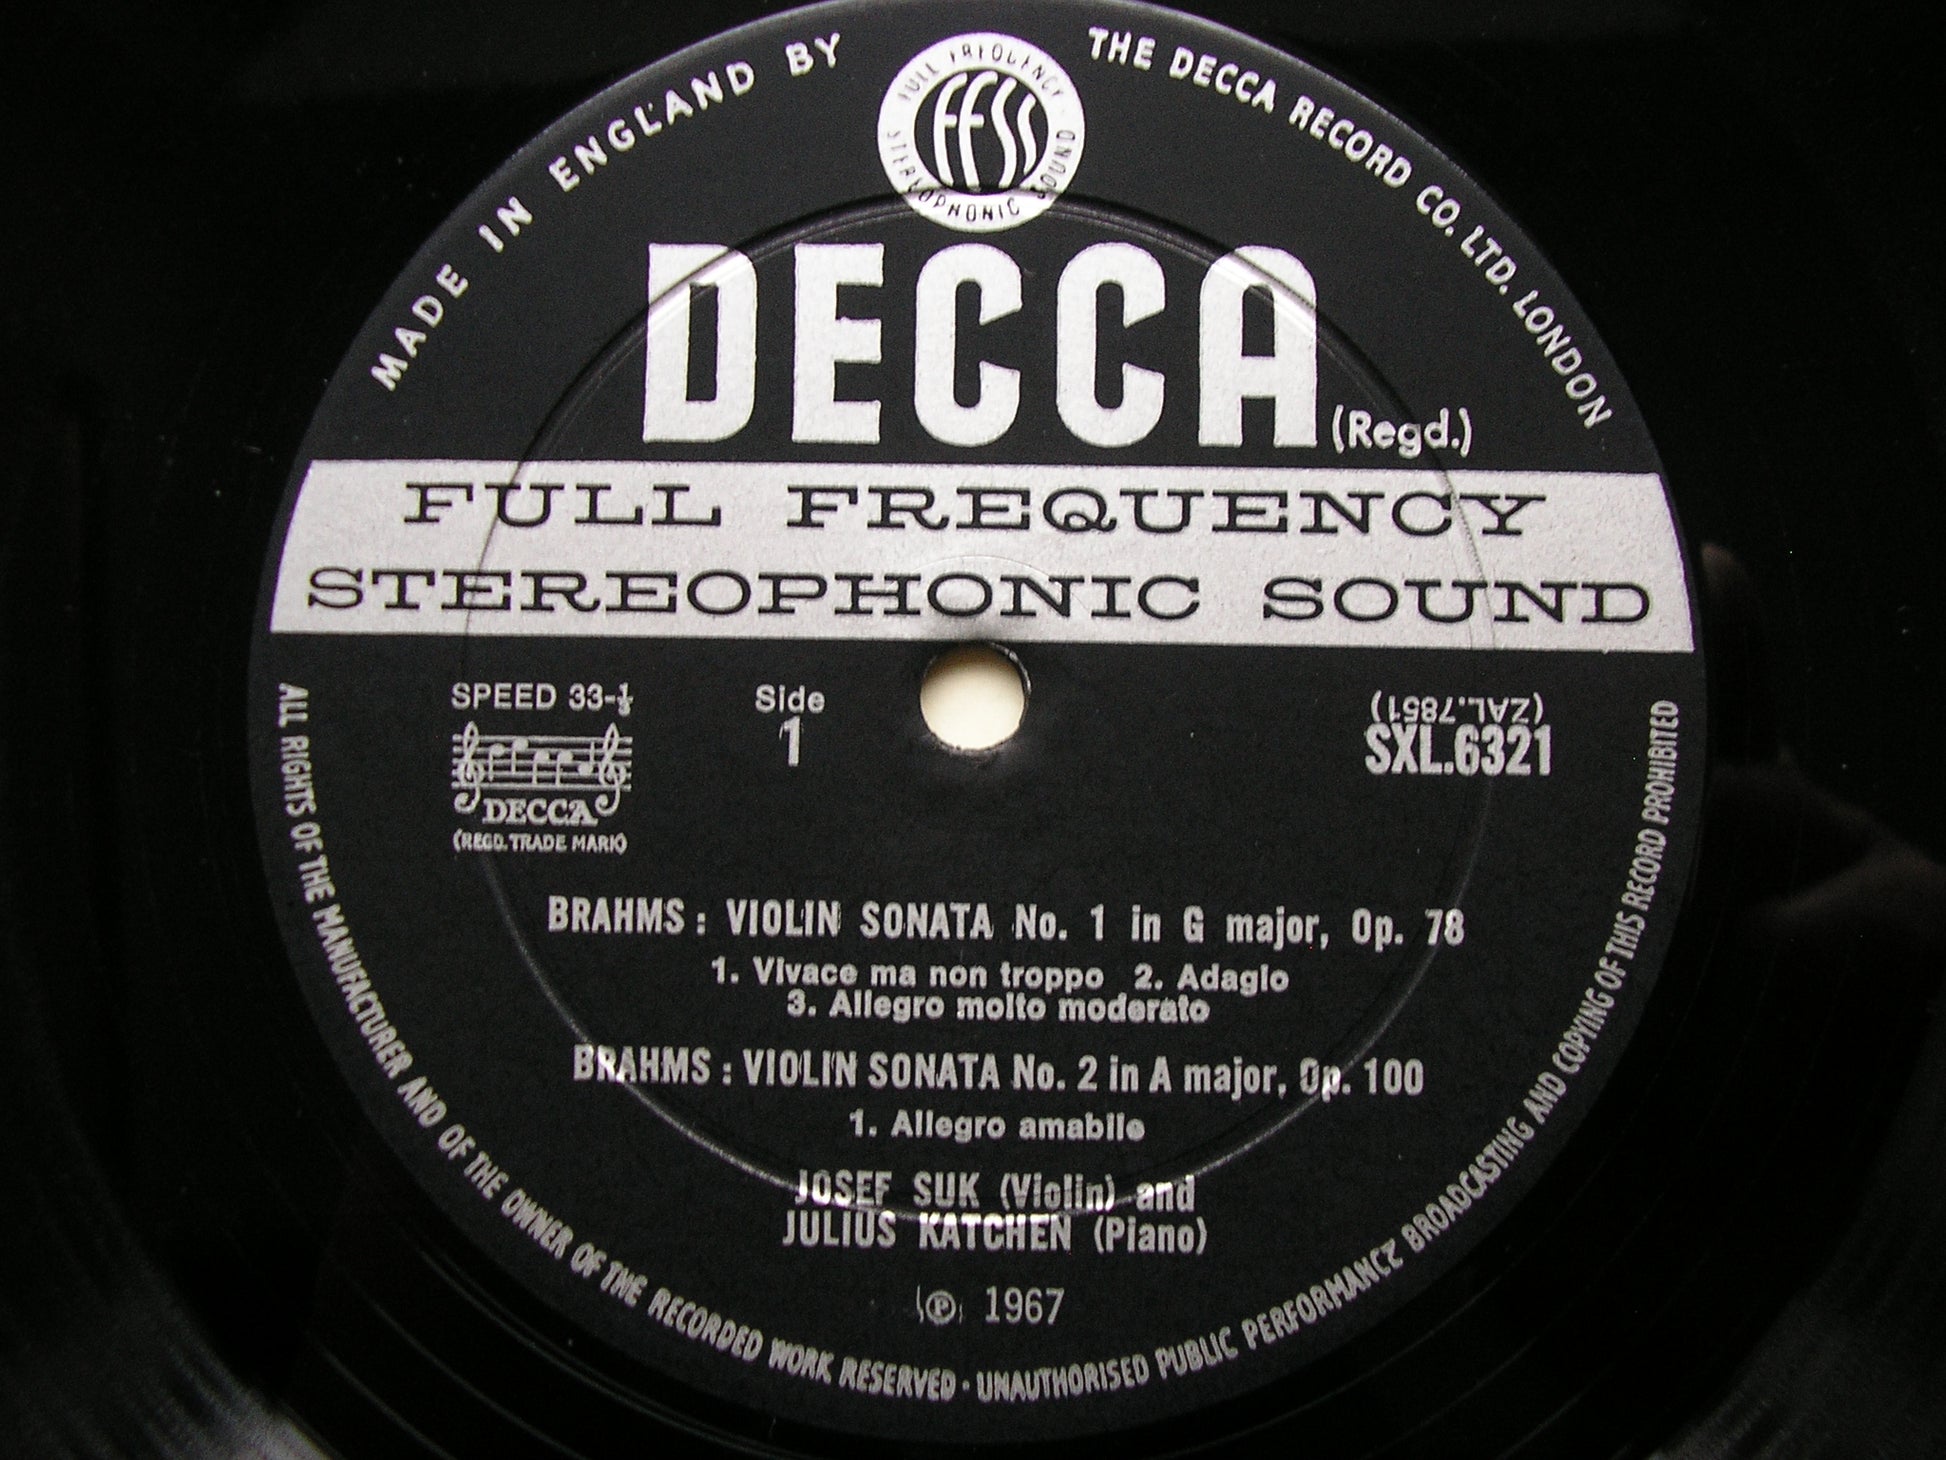 MADE IN ENGLAND BY
THE DECCA RECORD CO. LTD. LONDON
FULL FREQUENCY
FFSS
STEREOPHONIC SOUND
DECCA (Regd.)
FULL FREQUENCY
STEREOPHONIC SOUND
SPEED 33-⅓
Side
1
(ZAL.7851)
SXL.6321
DECCA
(REGD. TRADE MARK)
BRAHMS : VIOLIN SONATA No. 1 in G major, Op. 78
1. Vivace ma non troppo 2. Adagio
3. Allegro molto moderato
BRAHMS : VIOLIN SONATA No. 2 in A major, Op. 100
1. Allegro amabile
JOSEF SUK (Violin) and
JULIUS KATCHEN (Piano)
℗ 1967
ALL RIGHTS OF THE MANUFACTURER AND OF THE OWNER OF THE RECORDED WORK RESERVED · UNAUTHORISED PUBLIC PERFORMANCE BROADCASTING AND COPYING OF THIS RECORD PROHIBITED